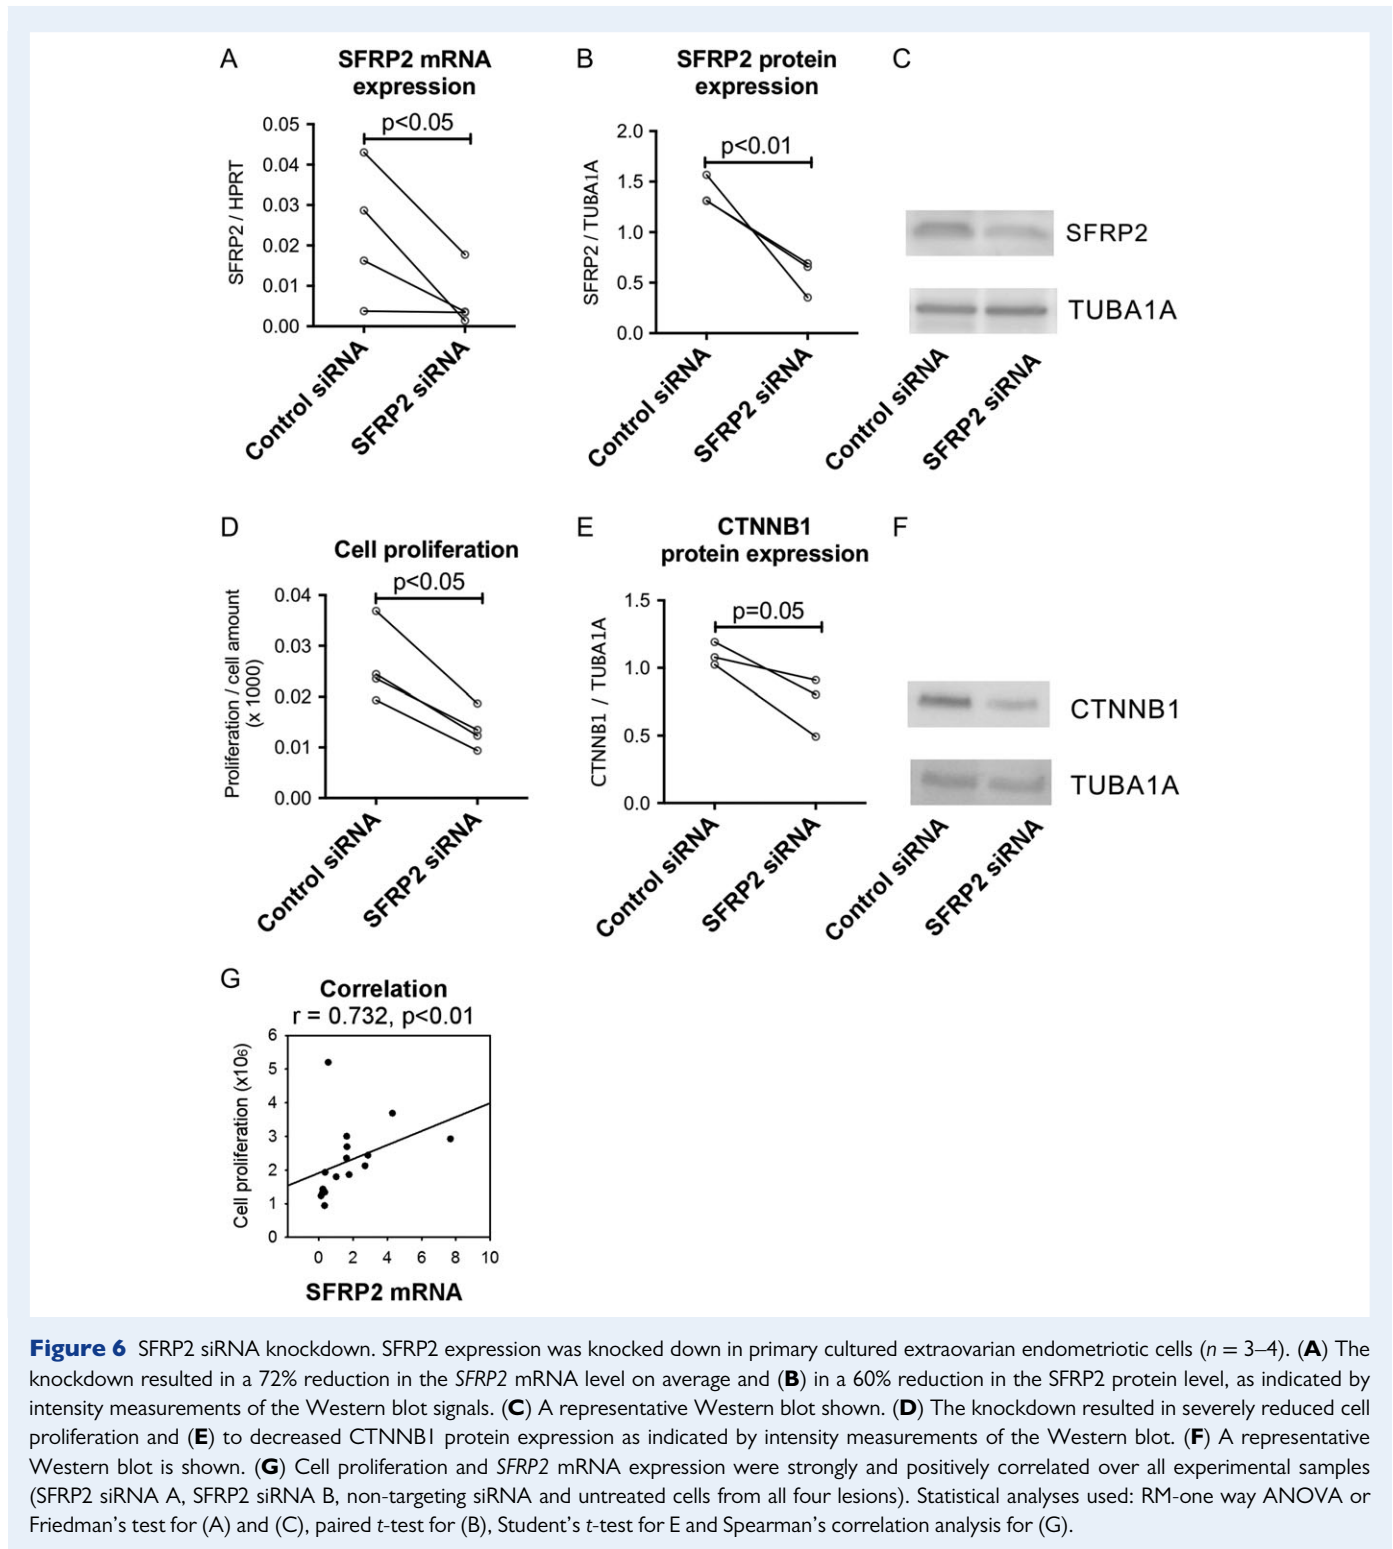 A
SFRP2 mRNA
expression
p<0.05
0.05
0.04
0.03
0.02
0.01
0.00
SFRP2 / HPRT
Control siRNA
SFRP2 siRNA
B
SFRP2 protein
expression
p<0.01
2.0
1.5
1.0
0.5
0.0
SFRP2 / TUBA1A
Control siRNA
SFRP2 siRNA
C
SFRP2
TUBA1A
Control siRNA
SFRP2 siRNA
D
Cell proliferation
p<0.05
0.04
0.03
0.02
0.01
0.00
Proliferation / cell amount
(x 1000)
Control siRNA
SFRP2 siRNA
E
CTNNB1
protein expression
p=0.05
1.5
1.0
0.5
0.0
CTNNB1 / TUBA1A
Control siRNA
SFRP2 siRNA
F
CTNNB1
TUBA1A
Control siRNA
SFRP2 siRNA
G
Correlation
r = 0.732, p<0.01
6
5
4
3
2
1
0
Cell proliferation (x106)
0 2 4 6 8 10
SFRP2 mRNA
Figure 6 SFRP2 siRNA knockdown. SFRP2 expression was knocked down in primary cultured extraovarian endometriotic cells (n = 3–4). (A) The
knockdown resulted in a 72% reduction in the SFRP2 mRNA level on average and (B) in a 60% reduction in the SFRP2 protein level, as indicated by
intensity measurements of the Western blot signals. (C) A representative Western blot shown. (D) The knockdown resulted in severely reduced cell
proliferation and (E) to decreased CTNNB1 protein expression as indicated by intensity measurements of the Western blot. (F) A representative
Western blot is shown. (G) Cell proliferation and SFRP2 mRNA expression were strongly and positively correlated over all experimental samples
(SFRP2 siRNA A, SFRP2 siRNA B, non-targeting siRNA and untreated cells from all four lesions). Statistical analyses used: RM-one way ANOVA or
Friedman's test for (A) and (C), paired t-test for (B), Student's t-test for E and Spearman's correlation analysis for (G).